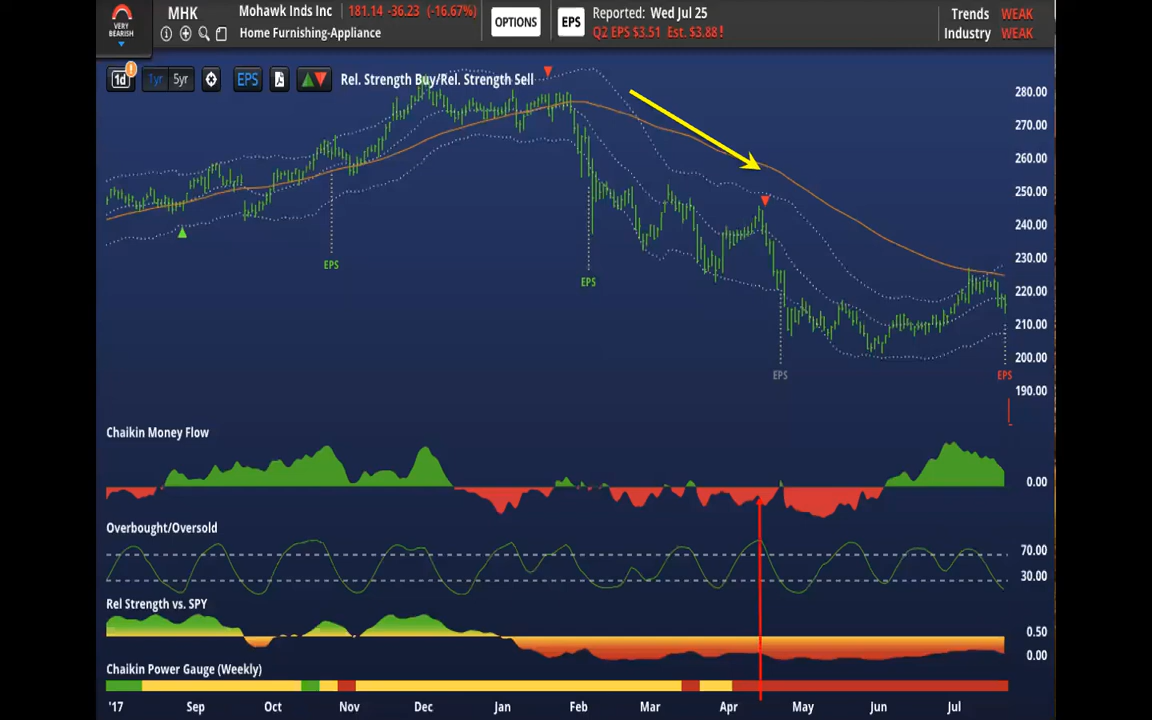 VERY
BEARISH
MHK
Mohawk Inds Inc
181.14 -36.23 (-16.67%)
Home Furnishing-Appliance
OPTIONS
EPS
Reported: Wed Jul 25
Q2 EPS $3.51 Est. $3.88 !
Trends WEAK
Industry WEAK
1d
!
1yr
5yr
EPS
Rel. Strength Buy/Rel. Strength Sell
280.00
270.00
260.00
250.00
240.00
230.00
220.00
210.00
200.00
190.00
EPS
EPS
EPS
EPS
Chaikin Money Flow
0.00
Overbought/Oversold
70.00
30.00
Rel Strength vs. SPY
0.50
0.00
Chaikin Power Gauge (Weekly)
'17 Sep Oct Nov Dec Jan Feb Mar Apr May Jun Jul